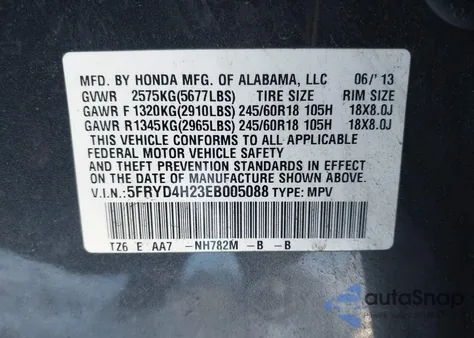 MFD. BY HONDA MFG. OF ALABAMA, LLC 06/'13
GVWR 2575KG(5677LBS) TIRE SIZE RIM SIZE
GAWR F 1320KG(2910LBS) 245/60R18 105H 18X8.0J
GAWR R1345KG(2965LBS) 245/60R18 105H 18X8.0J
THIS VEHICLE CONFORMS TO ALL APPLICABLE
FEDERAL MOTOR VEHICLE SAFETY
AND THEFT PREVENTION STANDARDS IN EFFECT ON
THE DATE OF MANUFACTURE SHOWN ABOVE.
V.I.N.:5FRYD4H23EB005088 TYPE: MPV
TZ6 E AA7 -NH782M -B -B
autoSnap